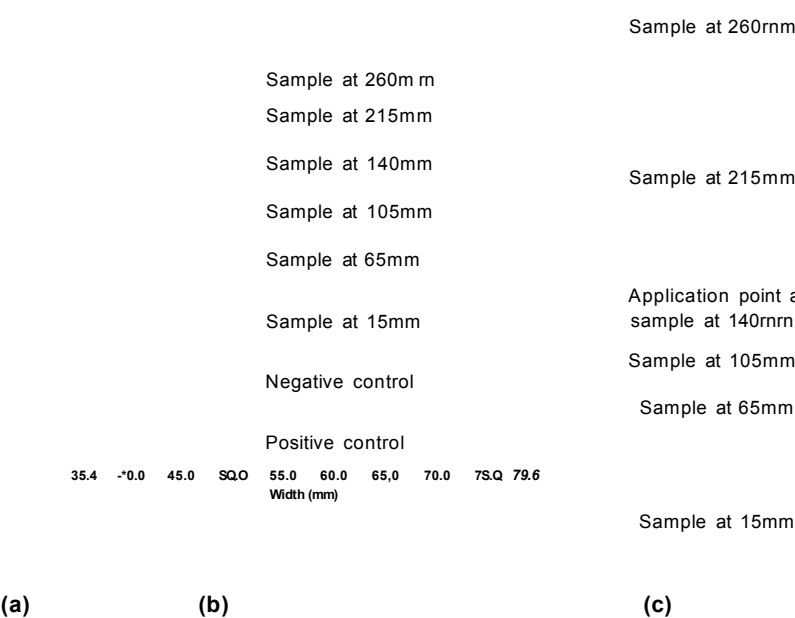 Sample at 260m rn
Sample at 215mm
Sample at 140mm
Sample at 105mm
Sample at 65mm
Sample at 15mm
Negative control
Positive control
35.4 -*0.0 45.0 SQ.O 55.0 60.0 65,0 70.0 7S.Q 79.6
Width (mm)
Sample at 260rnm
Sample at 215mm
Application point a
sample at 140rnrn
Sample at 105mm
Sample at 65mm
Sample at 15mm
(a) (b) (c)